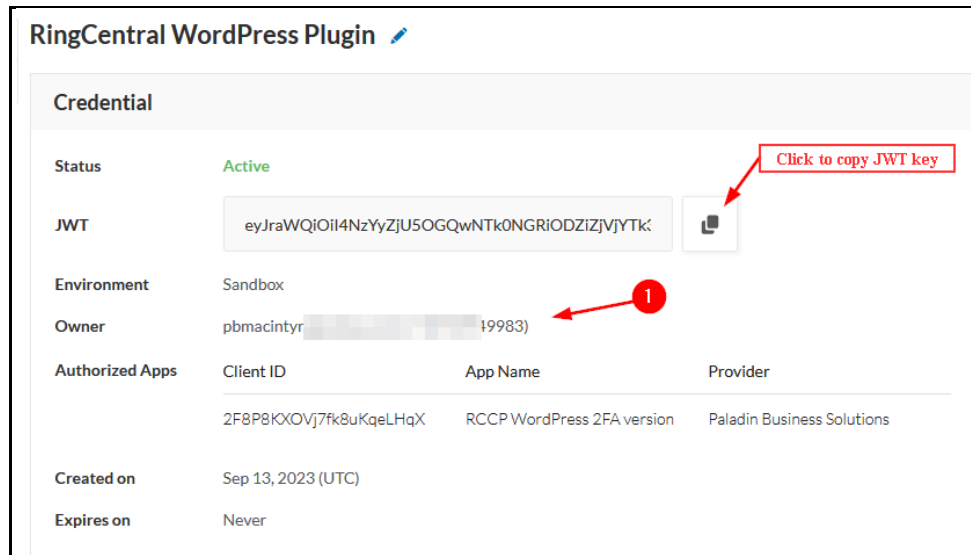 RingCentral WordPress Plugin
Credential
Status Active
Click to copy JWT key
JWT eyJraWQiOiI4NzYyZjU5OGQwNTk0NGRiODZiZjVjYTk3
Environment Sandbox
1
Owner pbmacintyr 49983)
Authorized Apps Client ID App Name Provider
2F8P8KXOVj7fk8uKqeLHqX RCCP WordPress 2FA version Paladin Business Solutions
Created on Sep 13, 2023 (UTC)
Expires on Never